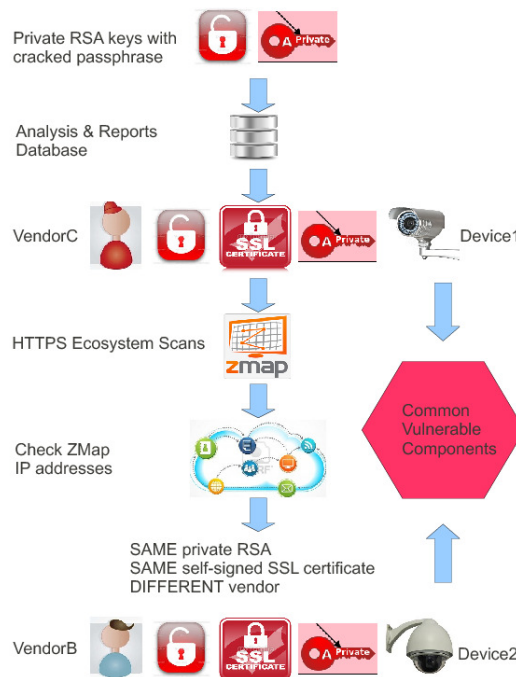 Private RSA keys with
cracked passphrase
A Private
Analysis & Reports
Database
VendorC
SSL
CERTIFICATE
A Private
Device1
HTTPS Ecosystem Scans
zmap
Common
Vulnerable
Components
Check ZMap
IP addresses
SAME private RSA
SAME self-signed SSL certificate
DIFFERENT vendor
VendorB
SSL
CERTIFICATE
A Private
Device2